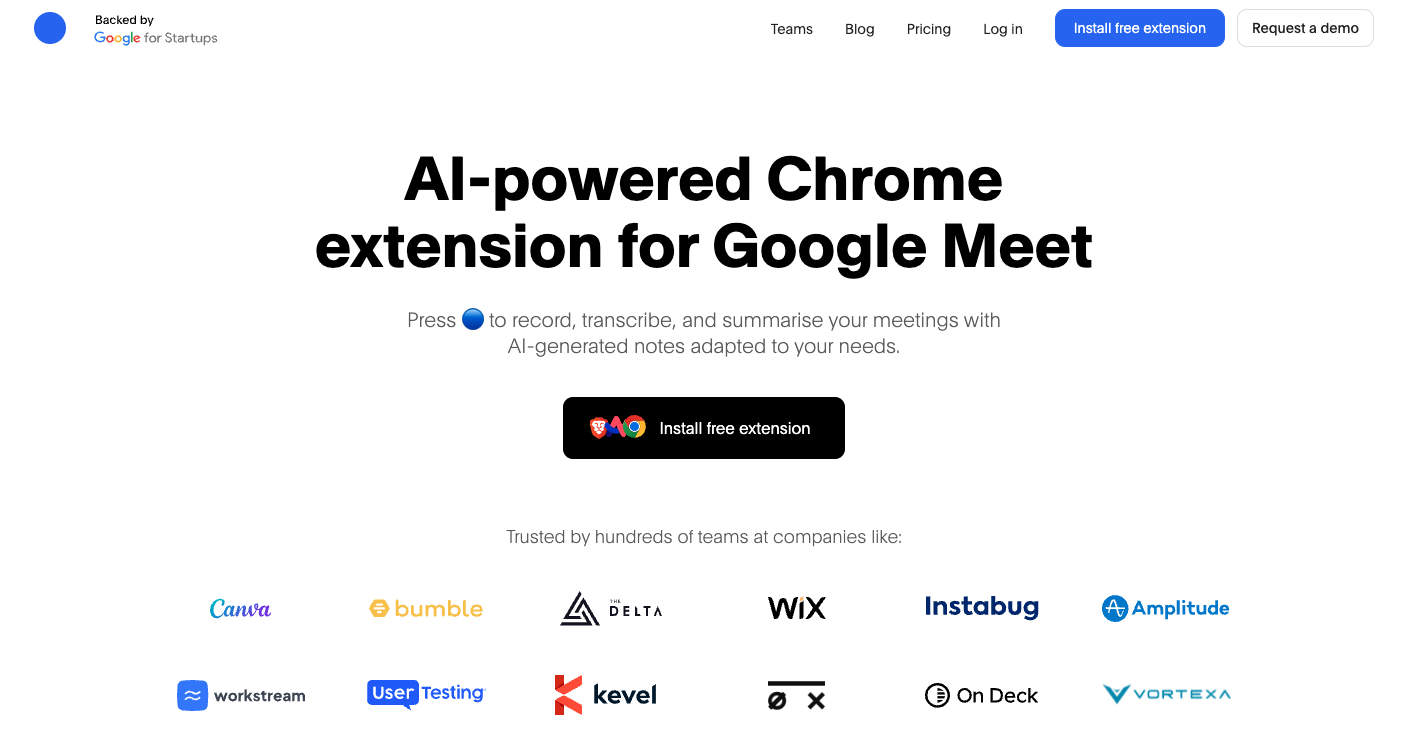 Backed by
Google for Startups
Teams
Blog
Pricing
Log in
Install free extension
Request a demo
AI-powered Chrome
extension for Google Meet
Press 🔵 to record, transcribe, and summarise your meetings with
AI-generated notes adapted to your needs.
Install free extension
Trusted by hundreds of teams at companies like:
Canva
bumble
THE
DELTA
WiX
Instabug
Amplitude
workstream
UserTesting
kevel
ØX
On Deck
VORTEXA